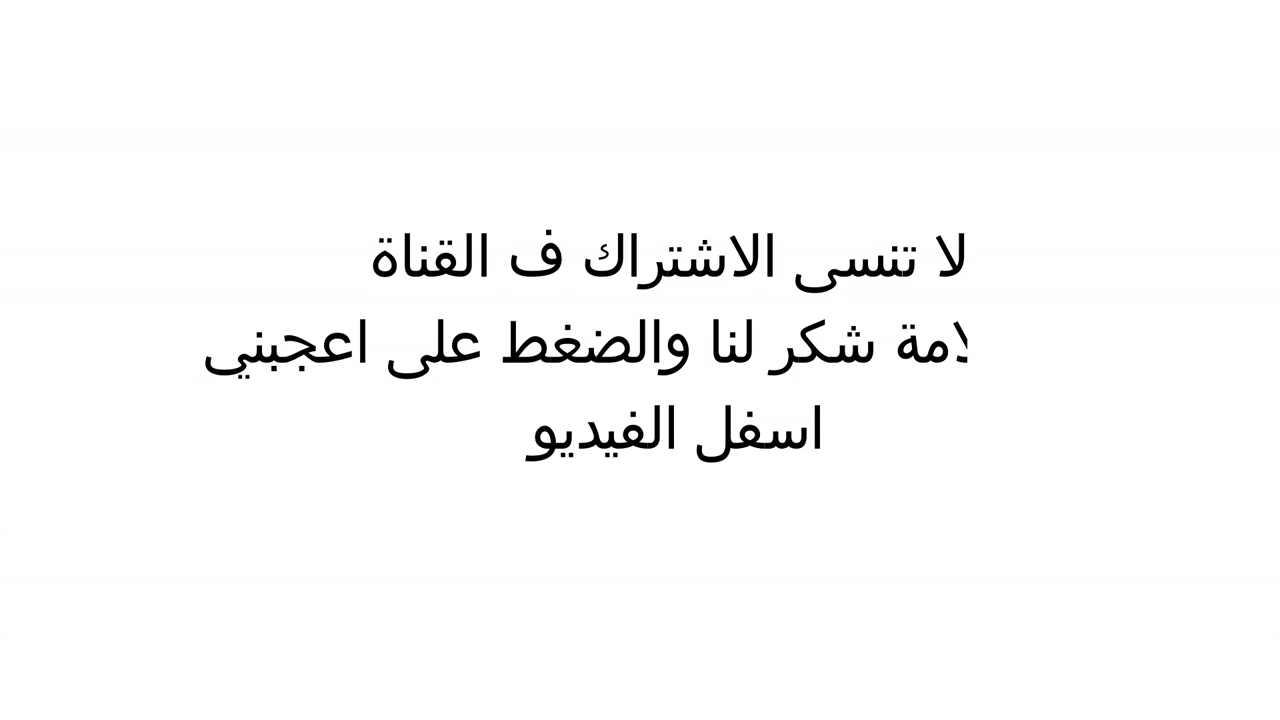 لا تنسى الاشتراك ف القناة
شكر لنا والضغط على اعجبني
اسفل الفيديو